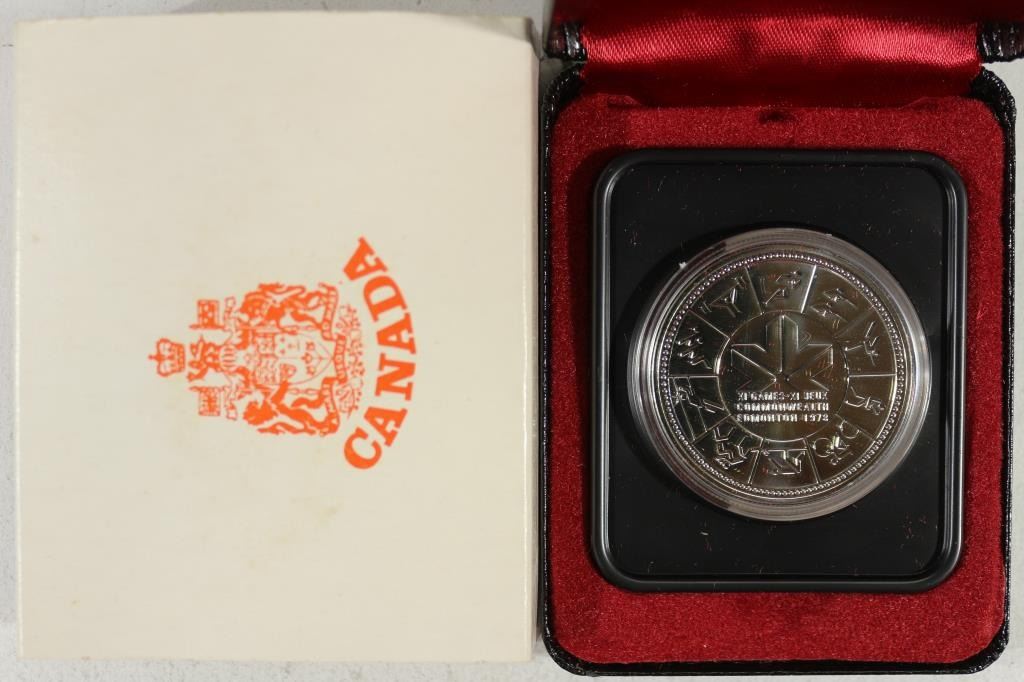 CANADA
XI GAMES-XI JEUX
COMMONWEALTH
EDMONTON 1978